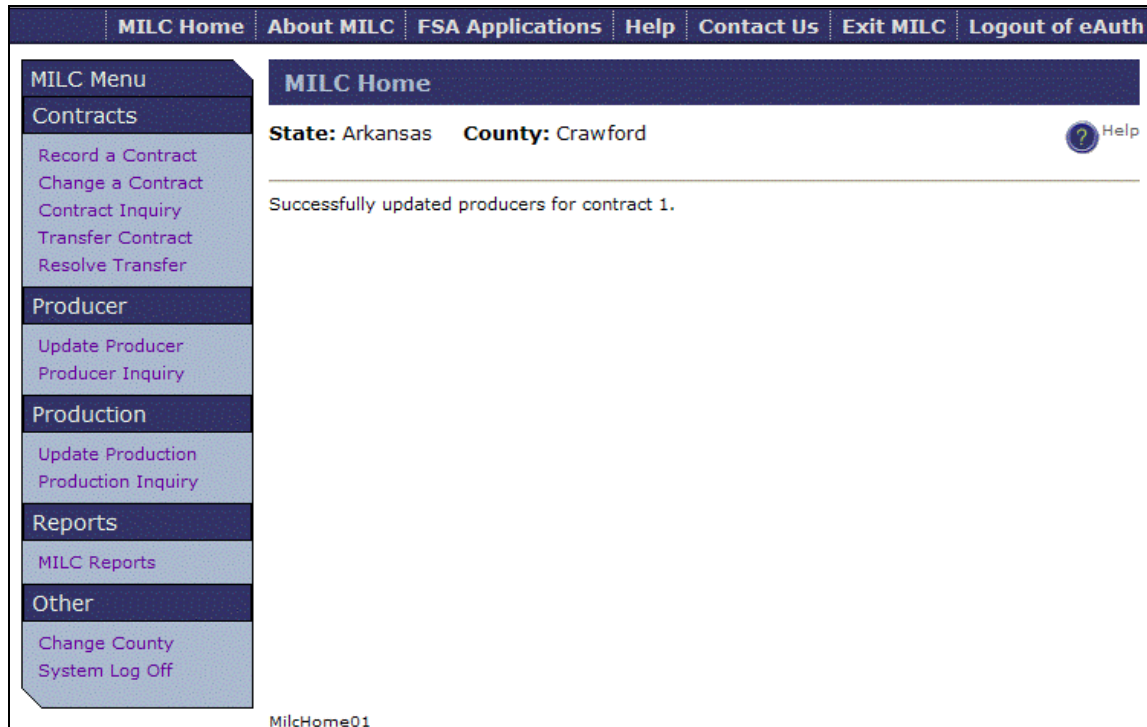 MILC Home About MILC FSA Applications Help Contact Us Exit MILC Logout of eAuth
MILC Menu
Contracts
Record a Contract
Change a Contract
Contract Inquiry
Transfer Contract
Resolve Transfer
Producer
Update Producer
Producer Inquiry
Production
Update Production
Production Inquiry
Reports
MILC Reports
Other
Change County
System Log Off
MILC Home
State: Arkansas County: Crawford
? Help
Successfully updated producers for contract 1.
MilcHome01